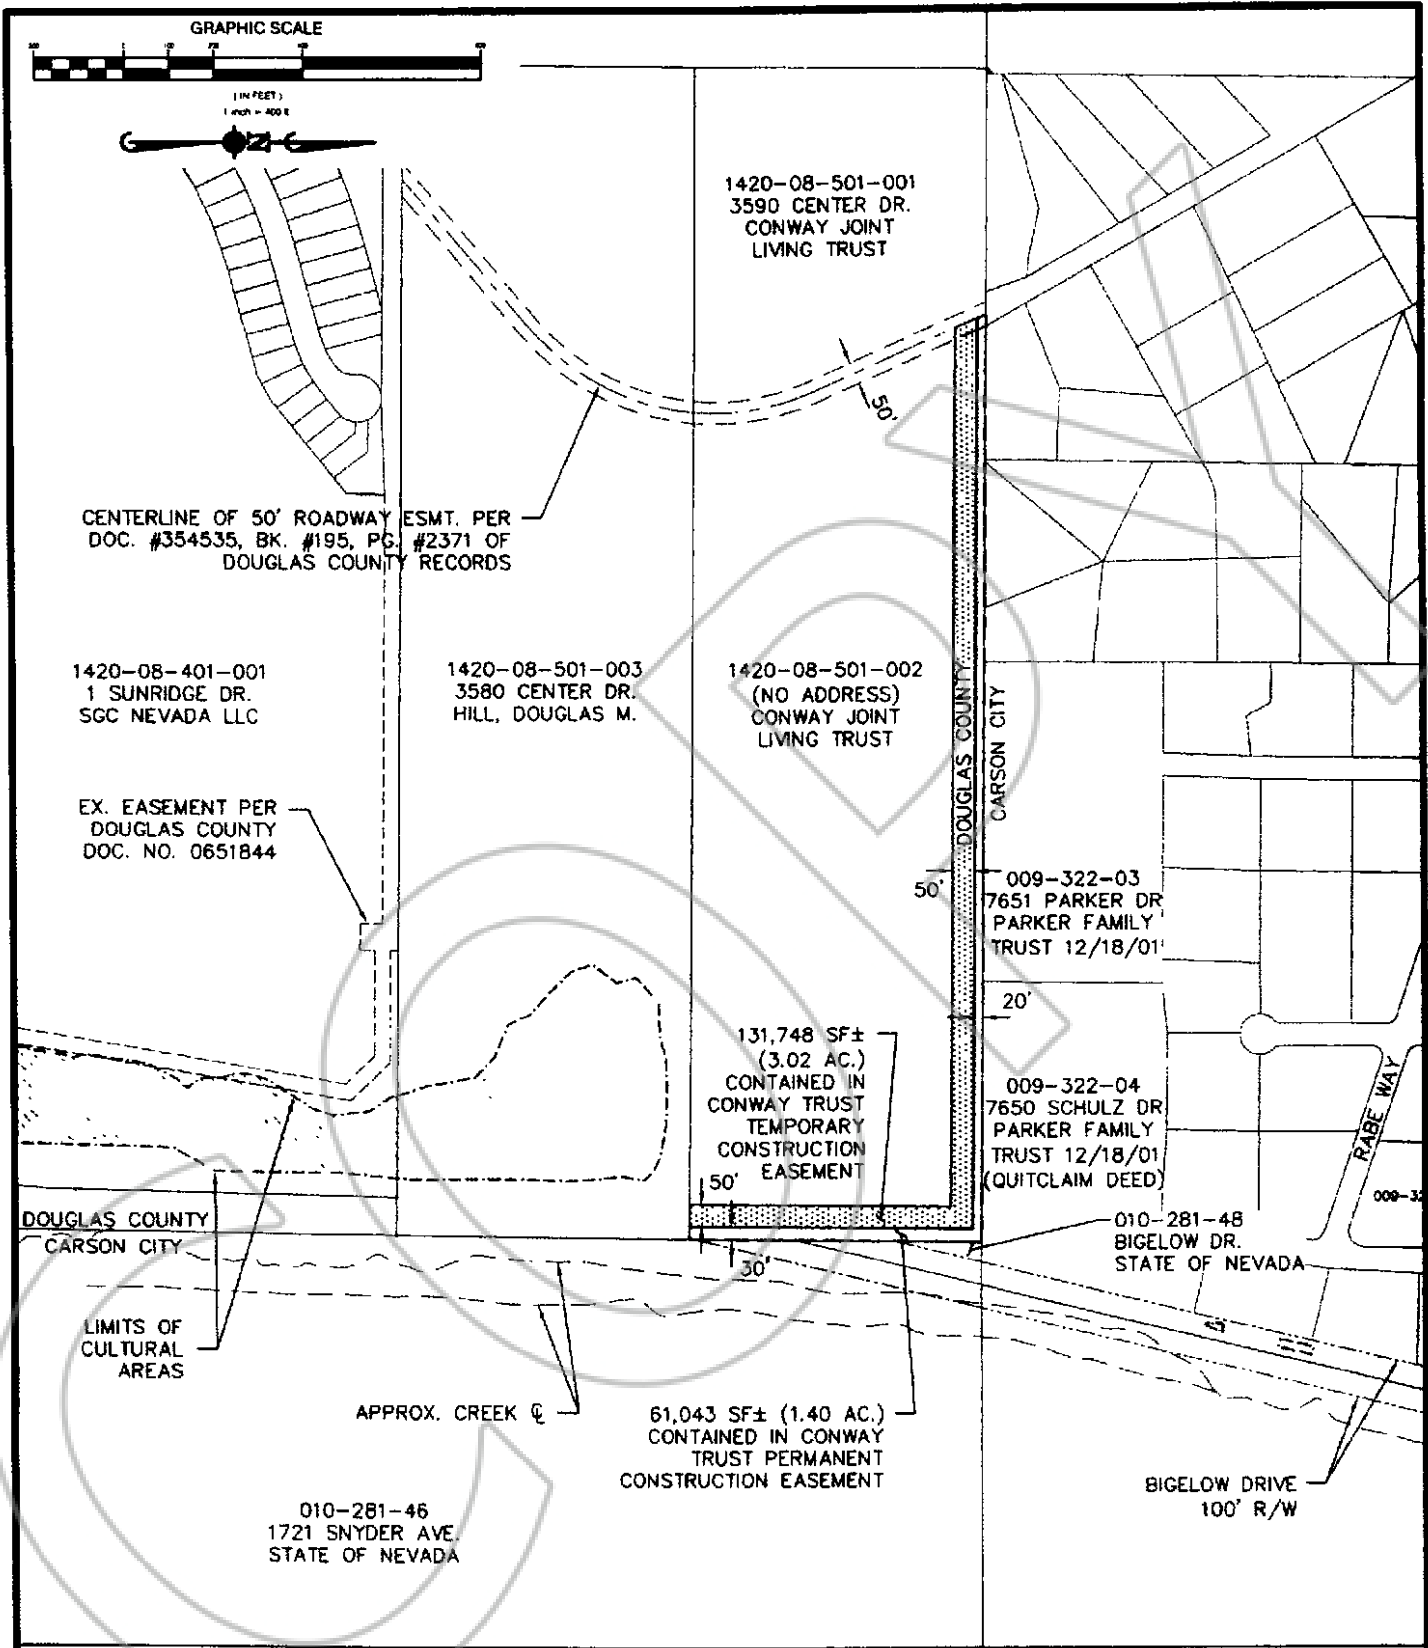 GRAPHIC SCALE
( IN FEET )
1 inch = 400 ft
1420-08-501-001
3590 CENTER DR.
CONWAY JOINT
LIVING TRUST
50'
CENTERLINE OF 50' ROADWAY ESMT. PER
DOC. #354535, BK. #195, PG. #2371 OF
DOUGLAS COUNTY RECORDS
1420-08-401-001
1 SUNRIDGE DR.
SGC NEVADA LLC
1420-08-501-003
3580 CENTER DR.
HILL, DOUGLAS M.
1420-08-501-002
(NO ADDRESS)
CONWAY JOINT
LIVING TRUST
DOUGLAS COUNTY
CARSON CITY
EX. EASEMENT PER
DOUGLAS COUNTY
DOC. NO. 0651844
50'
009-322-03
7651 PARKER DR
PARKER FAMILY
TRUST 12/18/01
20'
131,748 SF±
(3.02 AC.)
CONTAINED IN
CONWAY TRUST
TEMPORARY
CONSTRUCTION
EASEMENT
009-322-04
7650 SCHULZ DR
PARKER FAMILY
TRUST 12/18/01
(QUITCLAIM DEED)
RABE WAY
50'
DOUGLAS COUNTY
CARSON CITY
30'
010-281-48
BIGELOW DR.
STATE OF NEVADA
LIMITS OF
CULTURAL
AREAS
APPROX. CREEK ℄
61,043 SF± (1.40 AC.)
CONTAINED IN CONWAY
TRUST PERMANENT
CONSTRUCTION EASEMENT
BIGELOW DRIVE
100' R/W
010-281-46
1721 SNYDER AVE.
STATE OF NEVADA
COPY